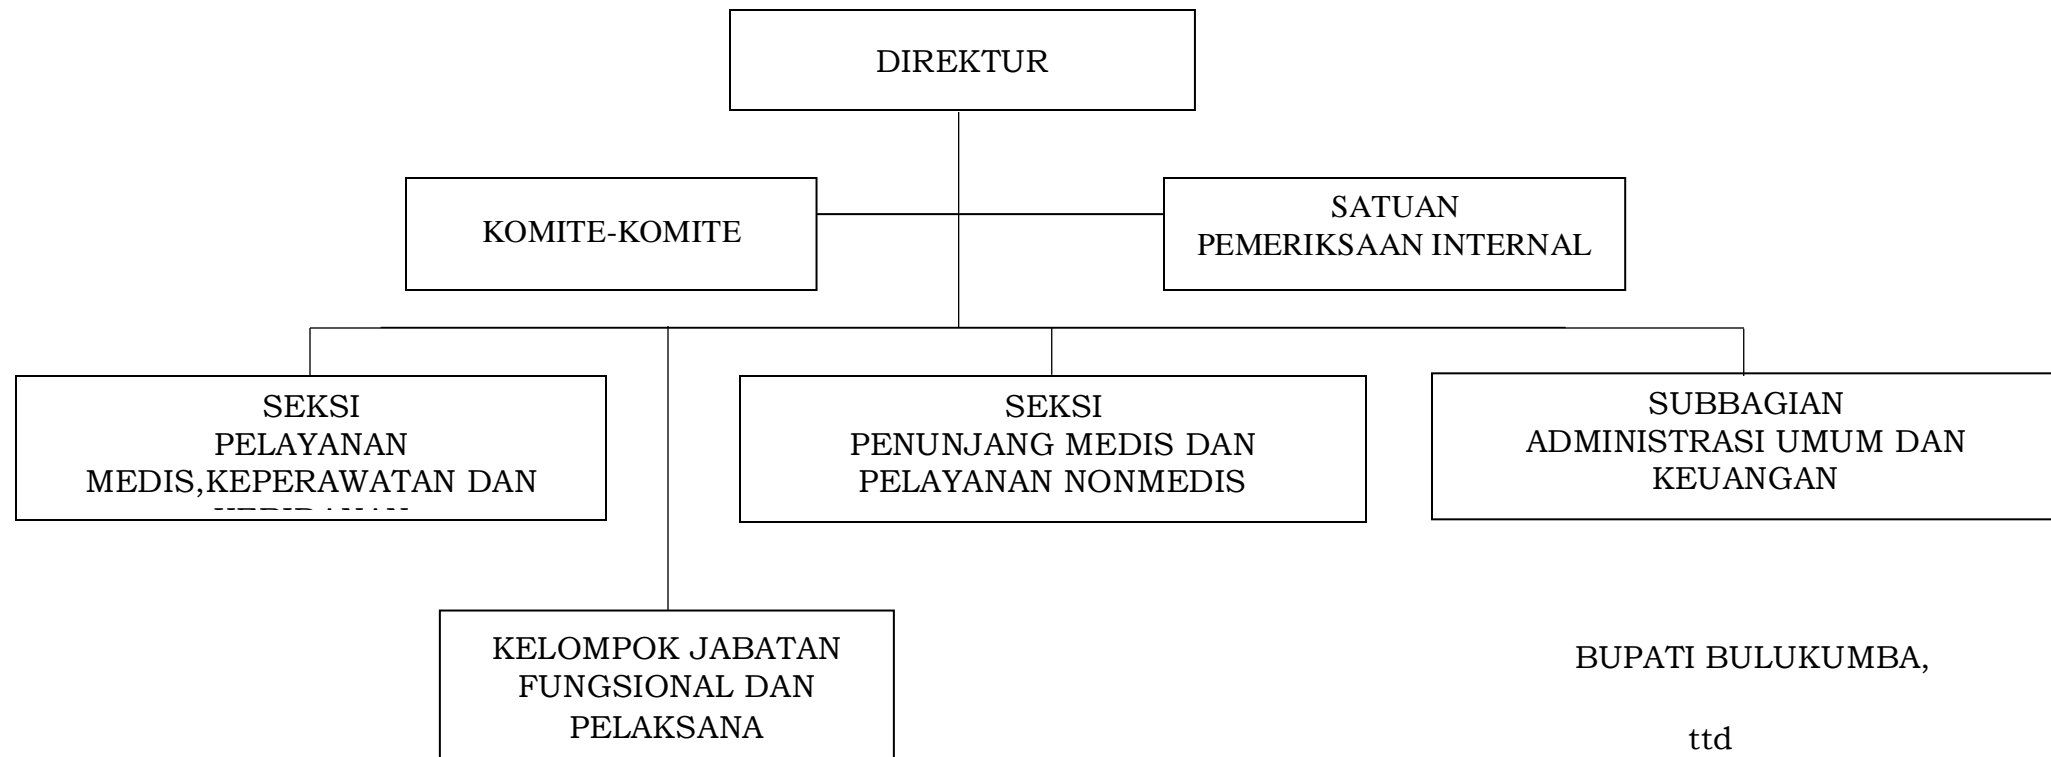 DIREKTUR
KOMITE-KOMITE
SATUAN
PEMERIKSAAN INTERNAL
SEKSI
PELAYANAN
MEDIS,KEPERAWATAN DAN
SEKSI
PENUNJANG MEDIS DAN
PELAYANAN NONMEDIS
SUBBAGIAN
ADMINISTRASI UMUM DAN
KEUANGAN
KELOMPOK JABATAN
FUNGSIONAL DAN
PELAKSANA
BUPATI BULUKUMBA,
ttd